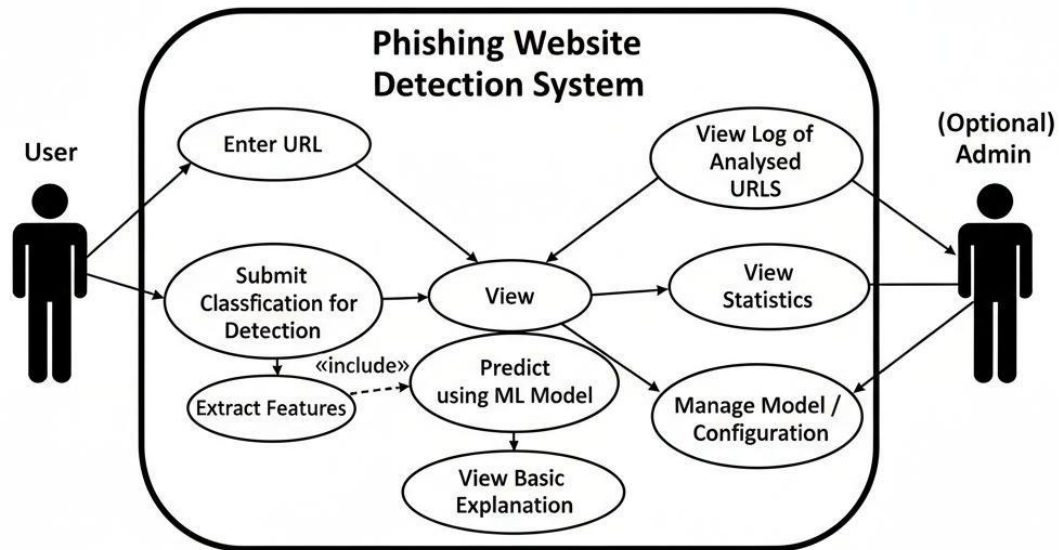 Phishing Website
Detection System
User
Enter URL
View Log of
Analysed
URLS
(Optional)
Admin
Submit
Classfication for
Detection
View
View
Statistics
«include»
Extract Features
Predict
using ML Model
Manage Model /
Configuration
View Basic
Explanation